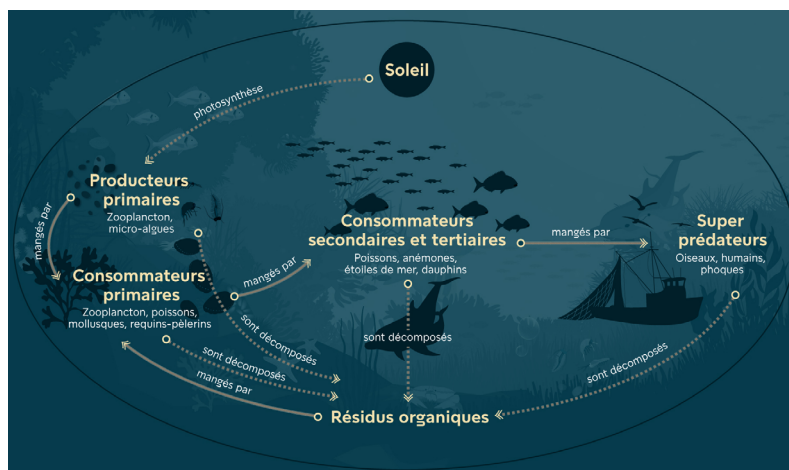 Soleil
photosynthèse
Producteurs
primaires
Zooplancton,
micro-algues
mangés par
Consommateurs
primaires
Zooplancton, poissons,
mollusques, requins-pèlerins
mangés par
Consommateurs
secondaires et tertiaires
Poissons, anémones,
étoiles de mer, dauphins
mangés par
Super
prédateurs
Oiseaux, humains,
phoques
sont décomposés
sont décomposés
sont décomposés
sont décomposés
mangés par
Résidus organiques